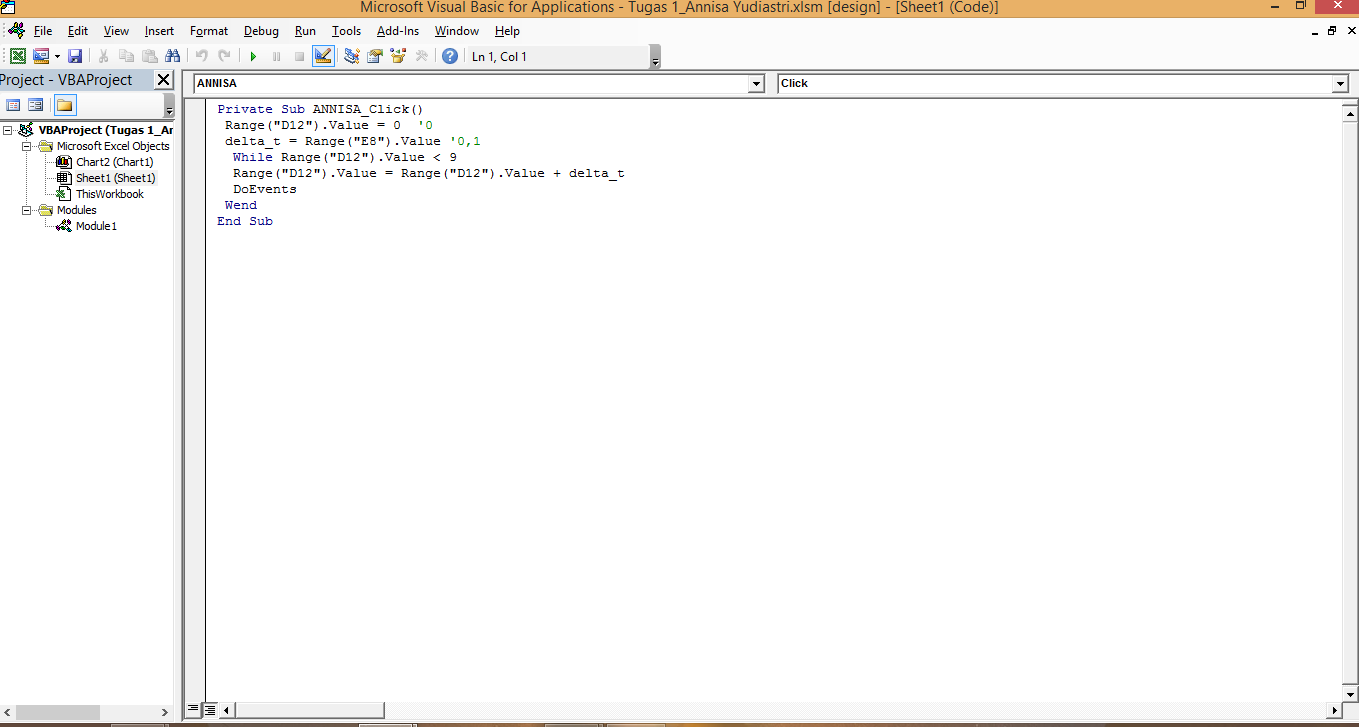 Microsoft Visual Basic for Applications - Tugas 1_Annisa Yudiastri.xlsm [design] - [Sheet1 (Code)]
File Edit View Insert Format Debug Run Tools Add-Ins Window Help
Ln 1, Col 1
Project - VBAProject
ANNISA
Click
VBAProject (Tugas 1_Ar
Microsoft Excel Objects
Chart2 (Chart1)
Sheet1 (Sheet1)
ThisWorkbook
Modules
Module1
Private Sub ANNISA_Click()
Range("D12").Value = 0  '0
delta_t = Range("E8").Value '0,1
While Range("D12").Value < 9
Range("D12").Value = Range("D12").Value + delta_t
DoEvents
Wend
End Sub